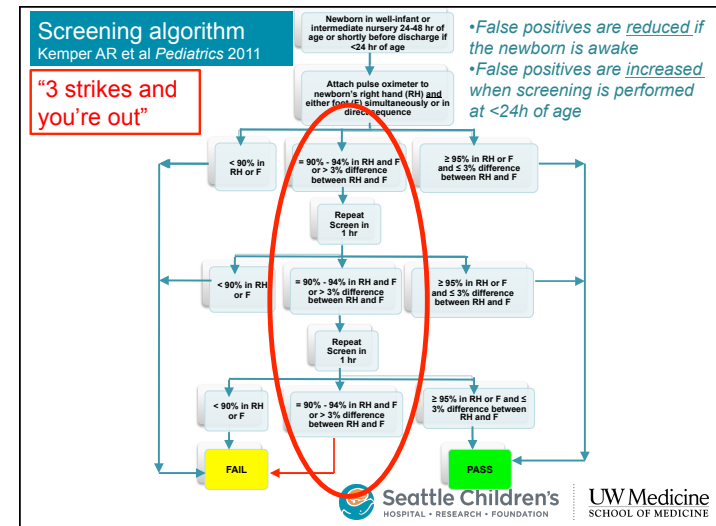 Screening algorithm
Kemper AR et al Pediatrics 2011
"3 strikes and
you're out"
Newborn in well-infant or
intermediate nursery 24-48 hr of
age or shortly before discharge if
<24 hr of age
•False positives are reduced if
the newborn is awake
•False positives are increased
when screening is performed
at <24h of age
Attach pulse oximeter to
newborn's right hand (RH) and
either foot (F) simultaneously or in
direct sequence
< 90% in
RH or F
= 90% - 94% in RH and F
or > 3% difference
between RH and F
≥ 95% in RH or F
and ≤ 3% difference
between RH and F
Repeat
Screen in
1 hr
< 90% in RH
or F
= 90% - 94% in RH and F
or > 3% difference
between RH and F
≥ 95% in RH or F
and ≤ 3% difference
between RH and F
Repeat
Screen in
1 hr
< 90% in RH
or F
= 90% - 94% in RH and F
or > 3% difference
between RH and F
≥ 95% in RH or F and ≤
3% difference between
RH and F
FAIL
PASS
Seattle Children's
HOSPITAL • RESEARCH • FOUNDATION
UW Medicine
SCHOOL OF MEDICINE